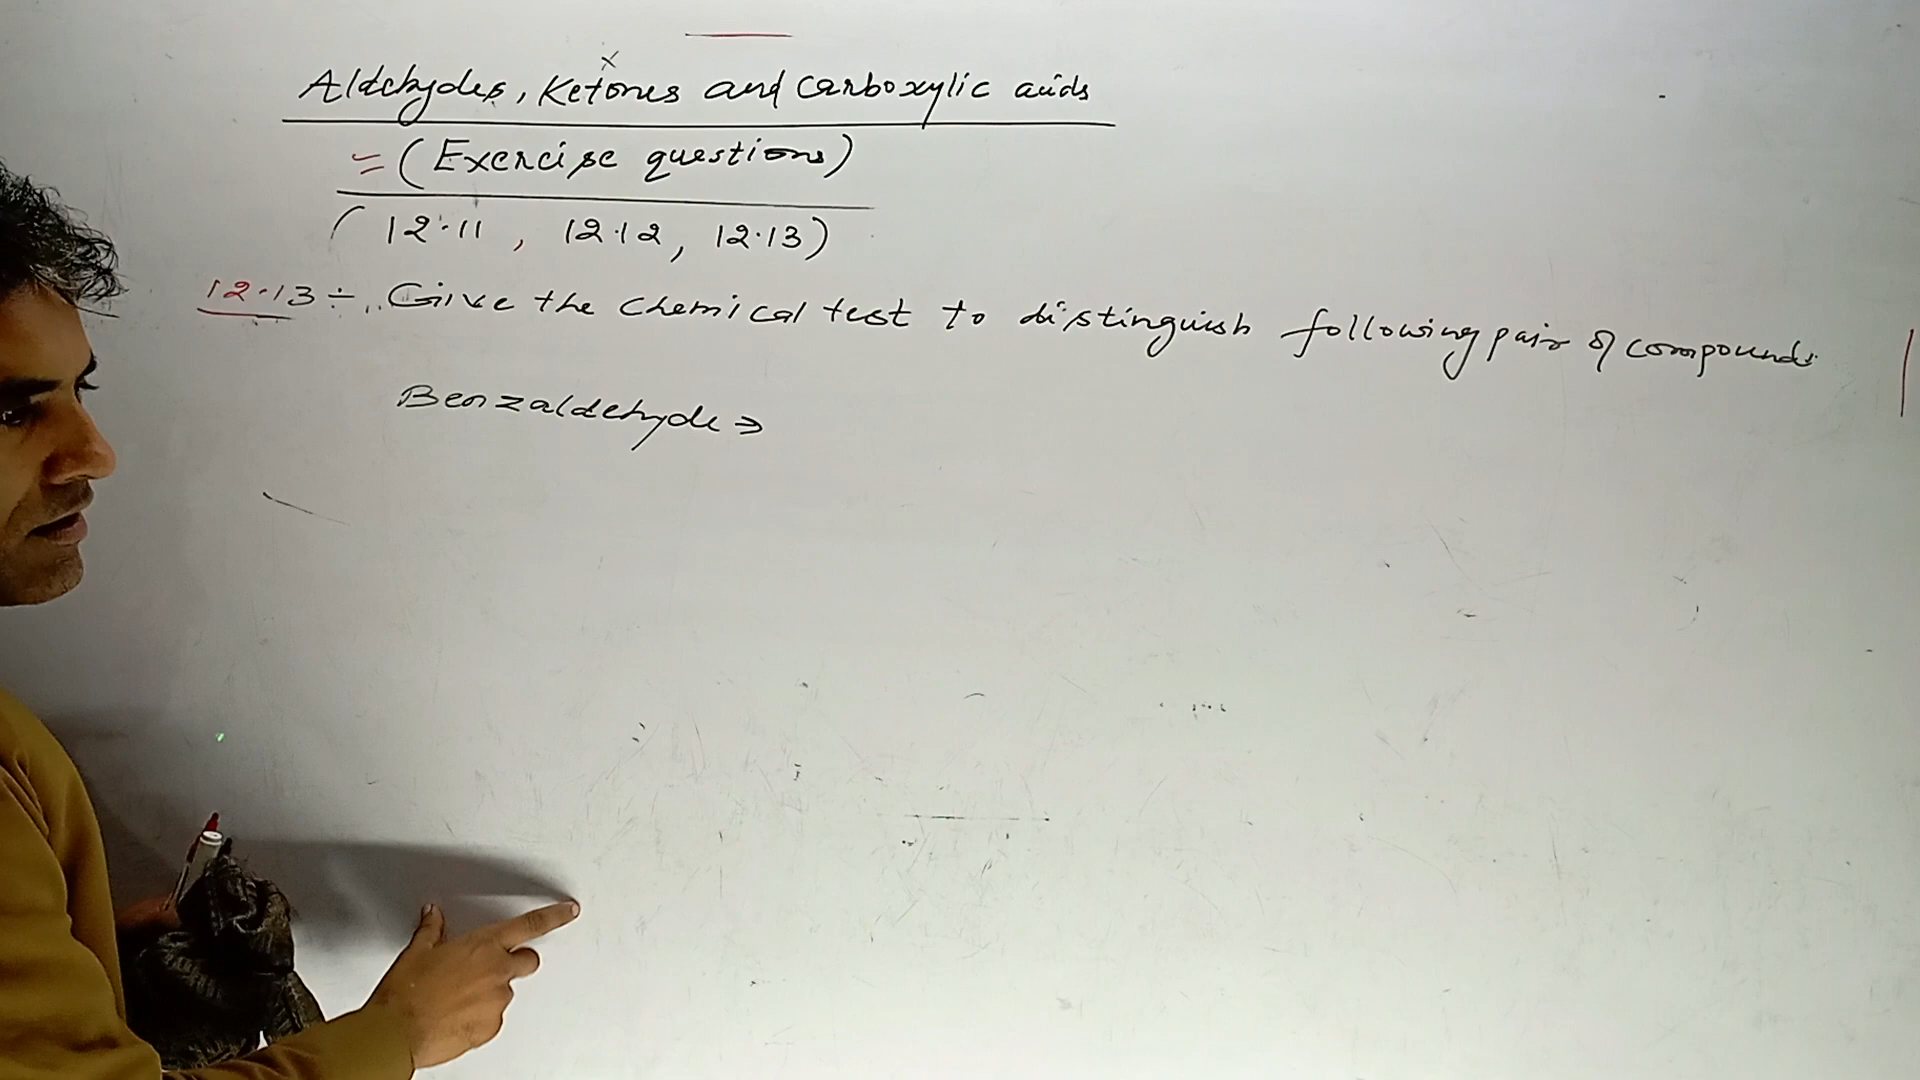 Aldehydes, Ketones and Carboxylic acids
= (Exercise questions)
( 12.11 , 12.12, 12.13)
12.13 ÷ Give the chemical test to distinguish following pair of compounds.
Benzaldehyde ⇒